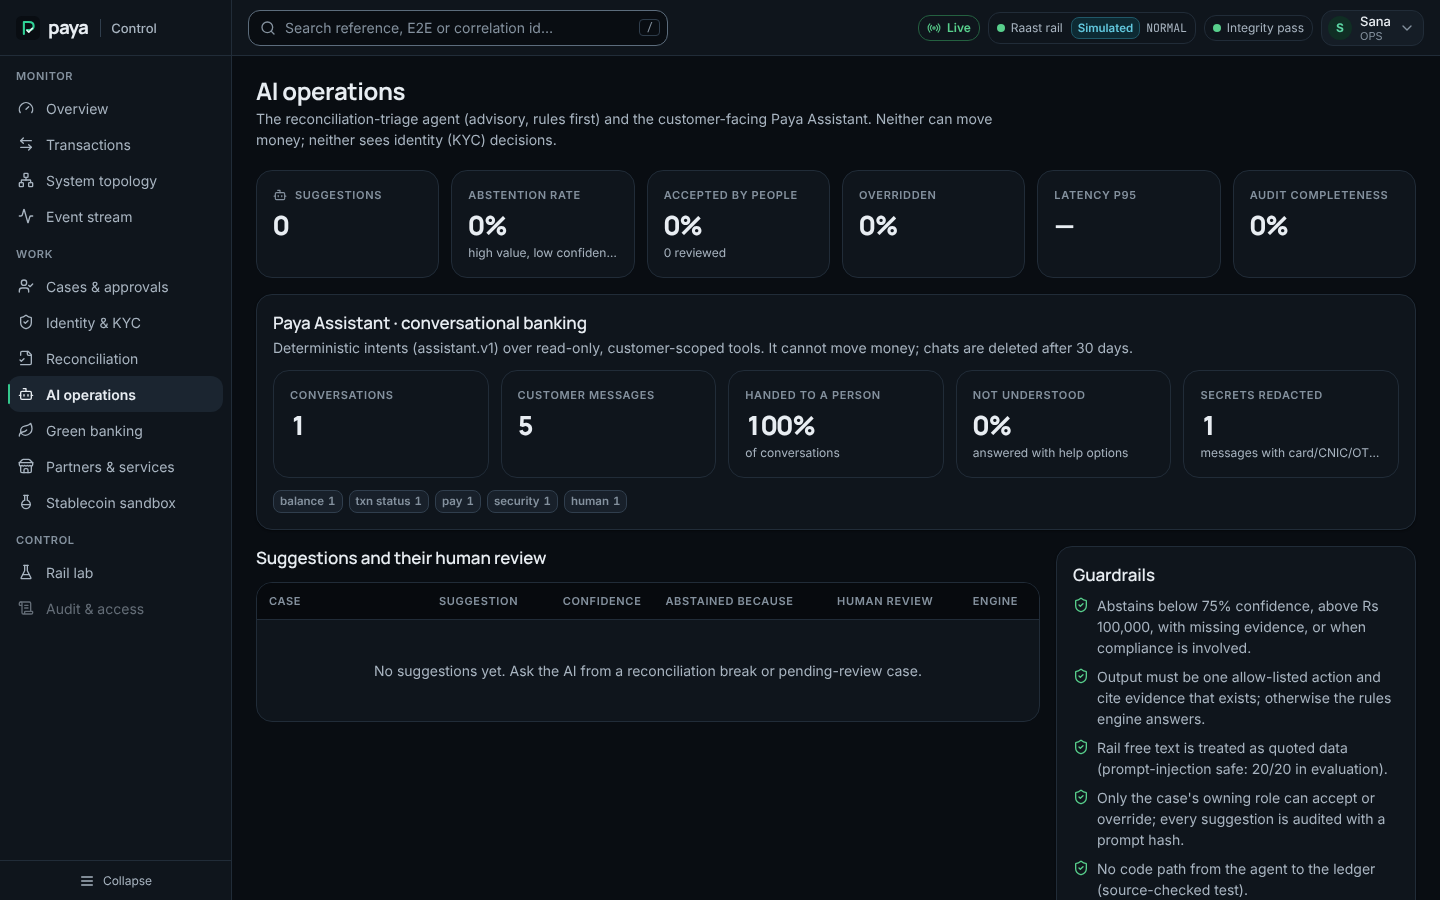 paya
Control
Search reference, E2E or correlation id...
/
Live
Raast rail Simulated NORMAL
Integrity pass
S
Sana
OPS
MONITOR
Overview
Transactions
System topology
Event stream
WORK
Cases & approvals
Identity & KYC
Reconciliation
AI operations
Green banking
Partners & services
Stablecoin sandbox
CONTROL
Rail lab
Audit & access
Collapse
AI operations
The reconciliation-triage agent (advisory, rules first) and the customer-facing Paya Assistant. Neither can move
money; neither sees identity (KYC) decisions.
SUGGESTIONS
0
ABSTENTION RATE
0%
high value, low confiden...
ACCEPTED BY PEOPLE
0%
0 reviewed
OVERRIDDEN
0%
LATENCY P95
—
AUDIT COMPLETENESS
0%
Paya Assistant · conversational banking
Deterministic intents (assistant.v1) over read-only, customer-scoped tools. It cannot move money; chats are deleted after 30 days.
CONVERSATIONS
1
CUSTOMER MESSAGES
5
HANDED TO A PERSON
100%
of conversations
NOT UNDERSTOOD
0%
answered with help options
SECRETS REDACTED
1
messages with card/CNIC/OT...
balance 1
txn status 1
pay 1
security 1
human 1
Suggestions and their human review
CASE SUGGESTION CONFIDENCE ABSTAINED BECAUSE HUMAN REVIEW ENGINE
No suggestions yet. Ask the AI from a reconciliation break or pending-review case.
Guardrails
Abstains below 75% confidence, above Rs
100,000, with missing evidence, or when
compliance is involved.
Output must be one allow-listed action and
cite evidence that exists; otherwise the rules
engine answers.
Rail free text is treated as quoted data
(prompt-injection safe: 20/20 in evaluation).
Only the case's owning role can accept or
override; every suggestion is audited with a
prompt hash.
No code path from the agent to the ledger
(source-checked test).